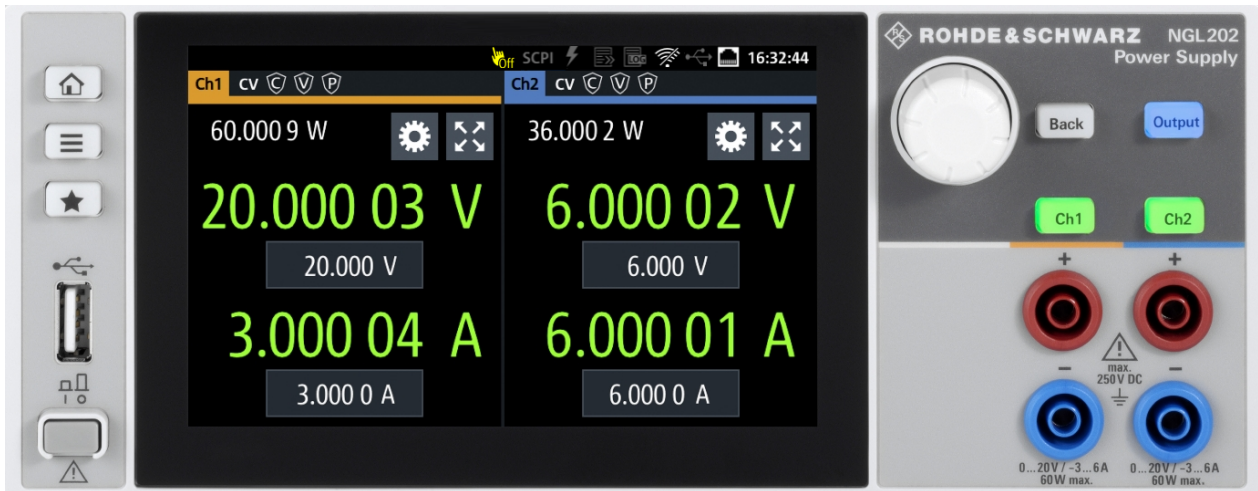 Off SCPI LOG 16:32:44
Ch1 CV C V P
Ch2 CV C V P
60.000 9 W
36.000 2 W
20.000 03 V
6.000 02 V
20.000 V
6.000 V
3.000 04 A
6.000 01 A
3.000 0 A
6.000 0 A
R S ROHDE & SCHWARZ NGL202
Power Supply
Back
Output
Ch1
Ch2
+ +
- -
max.
250 V DC
0...20V / -3...6A
60W max.
0...20V / -3...6A
60W max.